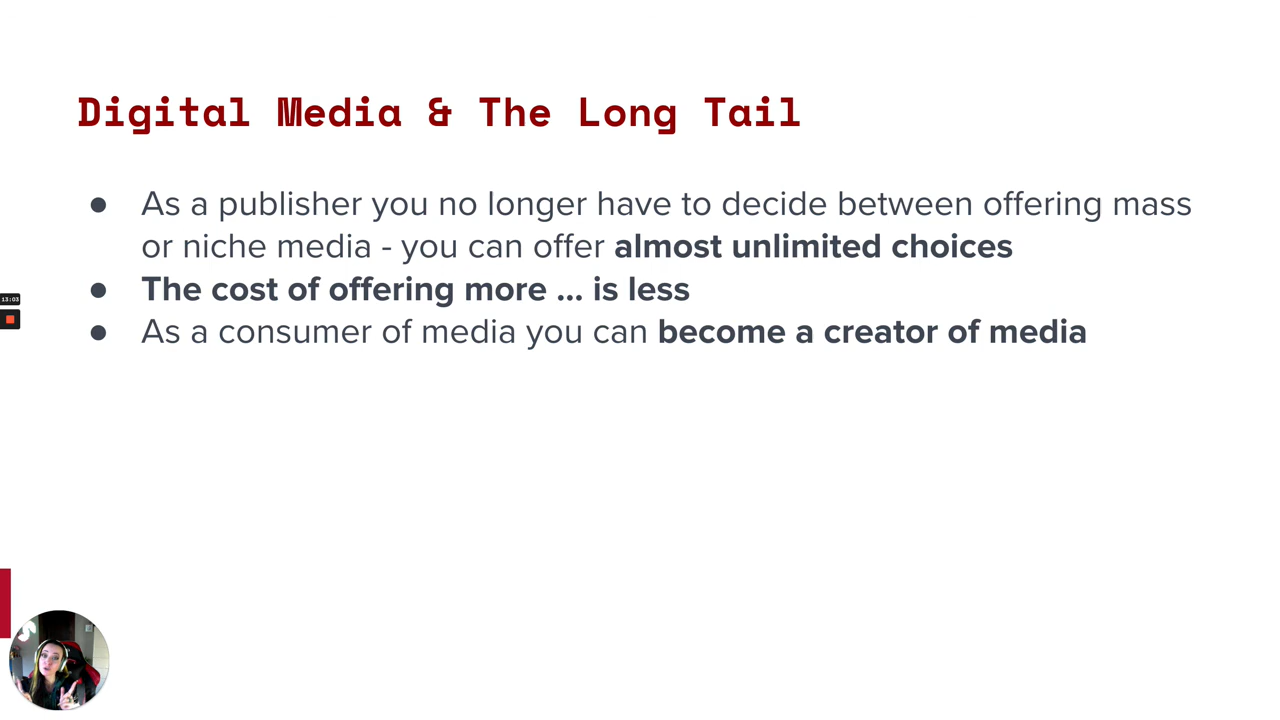 Digital Media & The Long Tail
● As a publisher you no longer have to decide between offering mass
or niche media - you can offer almost unlimited choices
● The cost of offering more ... is less
● As a consumer of media you can become a creator of media
13:03